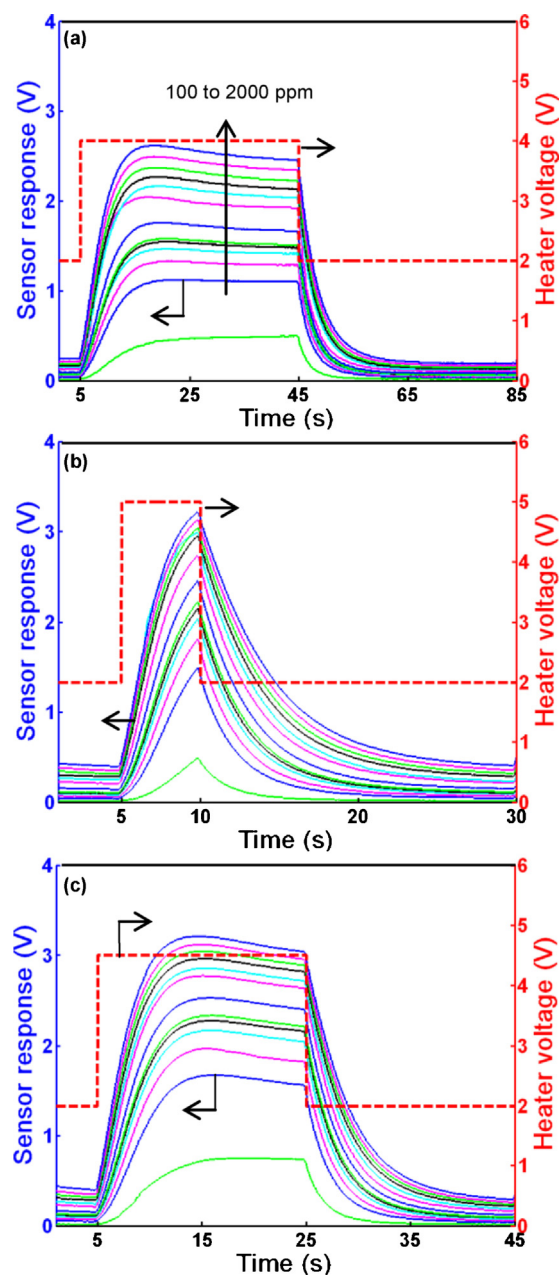 (a)
100 to 2000 ppm
Sensor response (V)
Heater voltage (V)
4
3
2
1
0
6
5
4
3
2
1
0
5 25 45 65 85
Time (s)
(b)
Sensor response (V)
Heater voltage (V)
4
3
2
1
0
6
5
4
3
2
1
0
5 10 20 30
Time (s)
(c)
Sensor response (V)
Heater voltage (V)
4
3
2
1
0
6
5
4
3
2
1
0
5 15 25 35 45
Time (s)